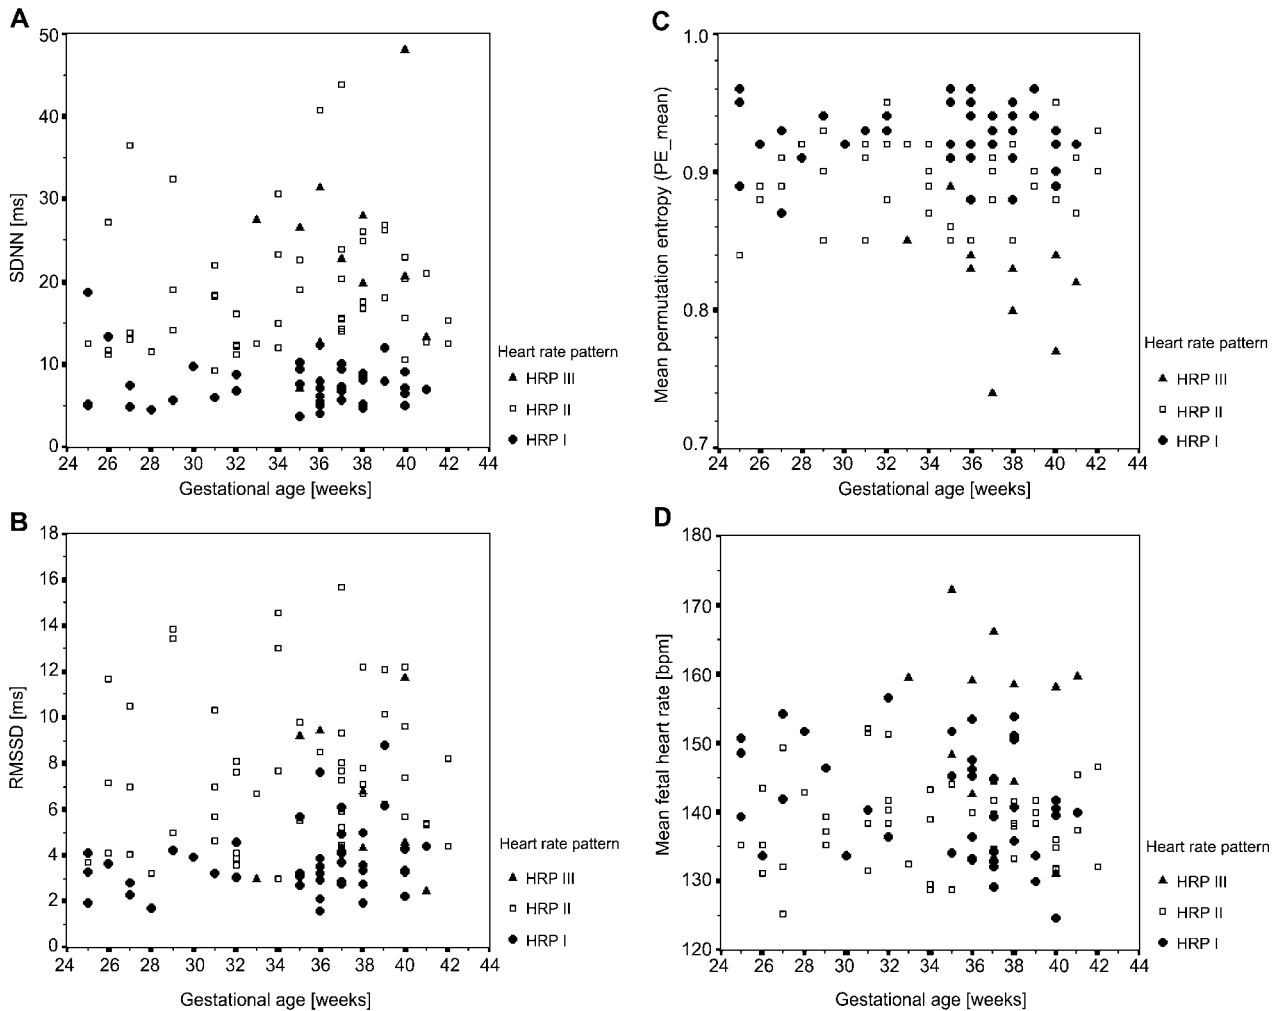 A
50
40
30
20
10
0
SDNN [ms]
24 26 28 30 32 34 36 38 40 42 44
Gestational age [weeks]
Heart rate pattern
HRP III
HRP II
HRP I
C
1.0
0.9
0.8
0.7
Mean permutation entropy (PE_mean)
24 26 28 30 32 34 36 38 40 42 44
Gestational age [weeks]
Heart rate pattern
HRP III
HRP II
HRP I
B
18
16
14
12
10
8
6
4
2
0
RMSSD [ms]
24 26 28 30 32 34 36 38 40 42 44
Gestational age [weeks]
Heart rate pattern
HRP III
HRP II
HRP I
D
180
170
160
150
140
130
120
Mean fetal heart rate [bpm]
24 26 28 30 32 34 36 38 40 42 44
Gestational age [weeks]
Heart rate pattern
HRP III
HRP II
HRP I